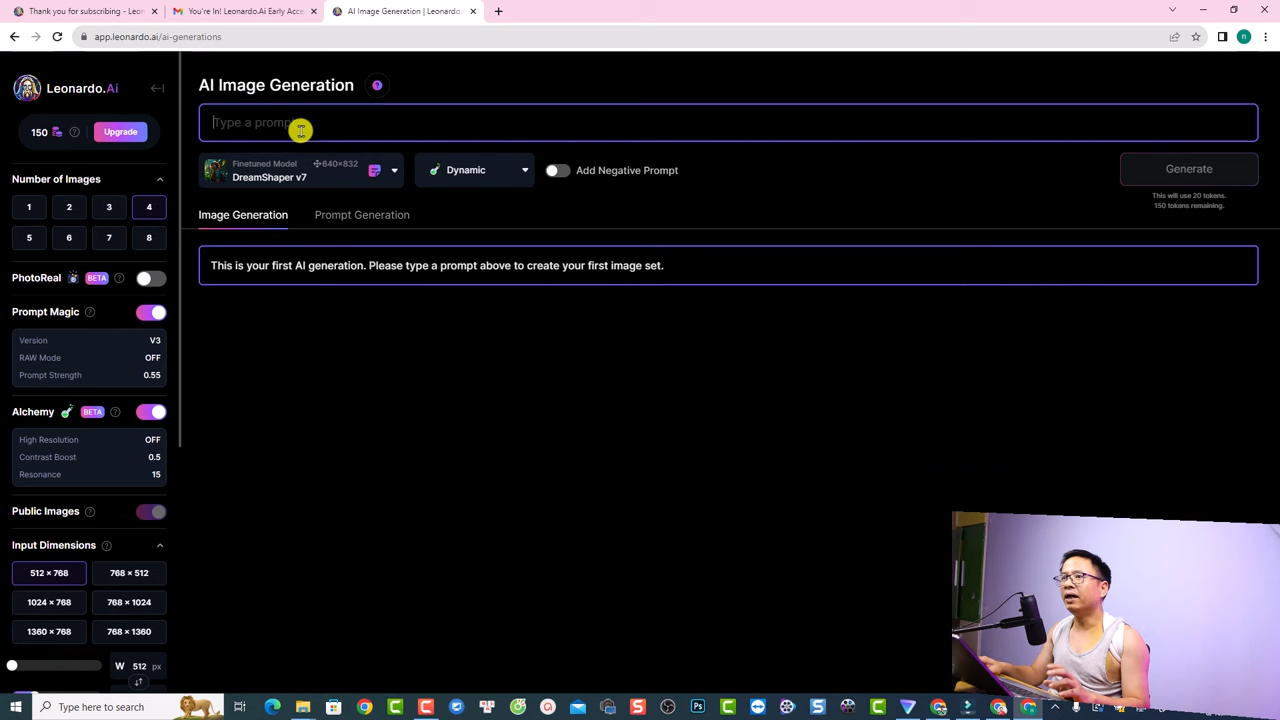 Thank you for subscribing - Leon
You're In! Leonardo.Ai Early Acce
AI Image Generation | Leonardo.
app.leonardo.ai/ai-generations
n
Leonardo.Ai
150
Upgrade
Number of Images
1 2 3 4
5 6 7 8
PhotoReal BETA
Prompt Magic
Version V3
RAW Mode OFF
Prompt Strength 0.55
Alchemy BETA
High Resolution OFF
Contrast Boost 0.5
Resonance 15
Public Images
Input Dimensions
512 × 768 768 × 512
1024 × 768 768 × 1024
1360 × 768 768 × 1360
W 512 px
AI Image Generation
Type a prompt
Finetuned Model 640×832
DreamShaper v7
Dynamic
Add Negative Prompt
Generate
This will use 20 tokens.
150 tokens remaining.
Image Generation Prompt Generation
This is your first AI generation. Please type a prompt above to create your first image set.
Type here to search